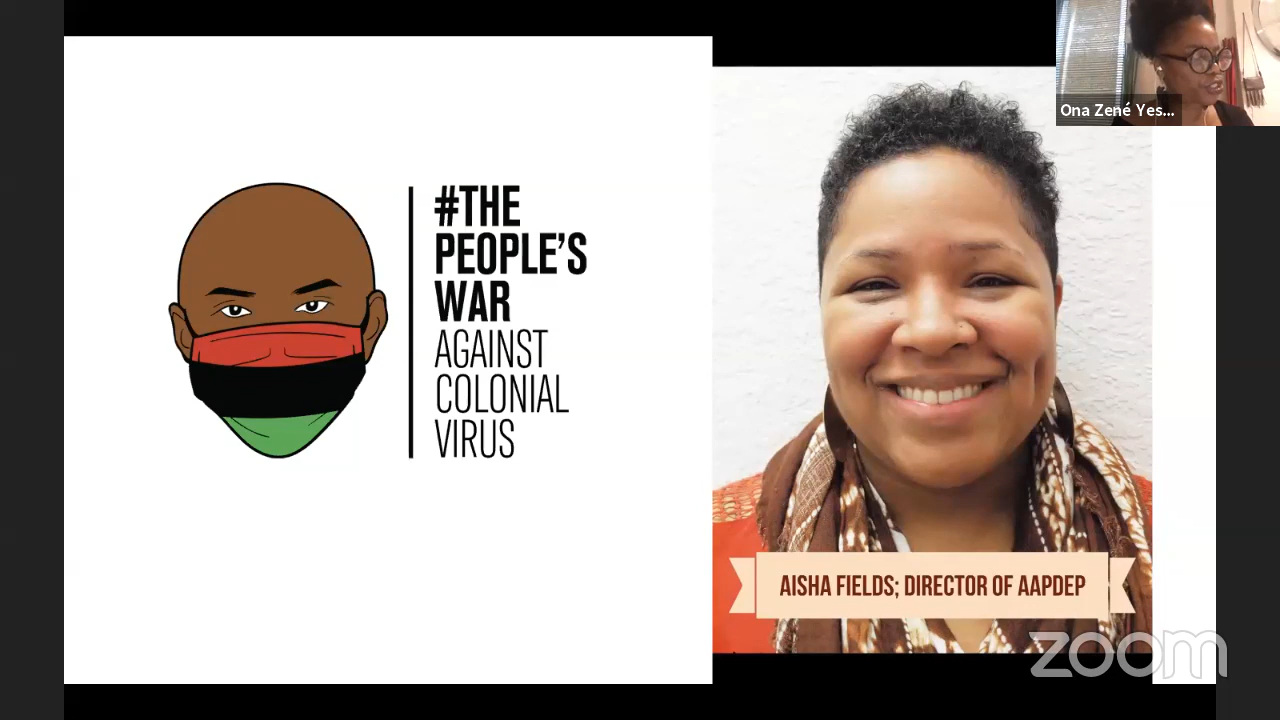 #THE
PEOPLE'S
WAR
AGAINST
COLONIAL
VIRUS
Ona Zené Yes...
AISHA FIELDS; DIRECTOR OF AAPDEP
zoom